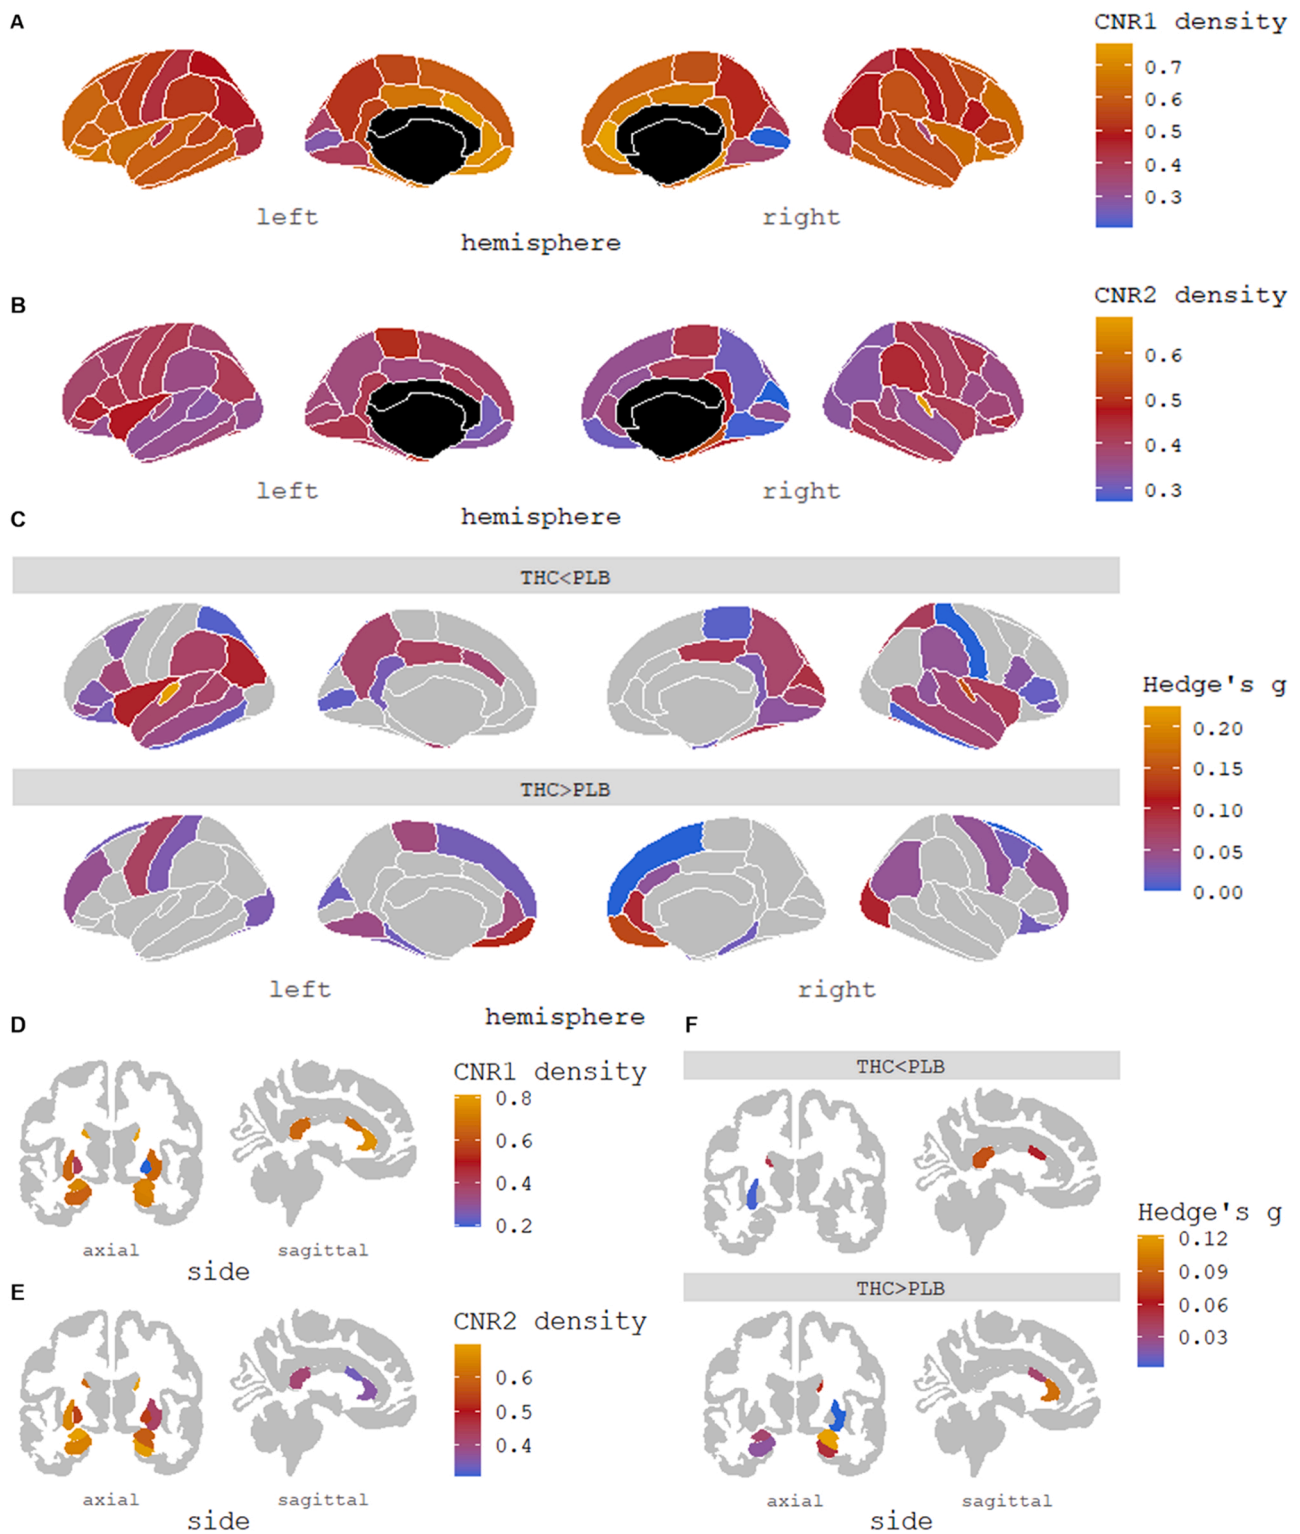 A
CNR1 density
0.7
0.6
0.5
0.4
0.3
left
right
hemisphere
B
CNR2 density
0.6
0.5
0.4
0.3
left
right
hemisphere
C
THC<PLB
Hedge's g
0.20
0.15
0.10
0.05
0.00
THC>PLB
left
right
hemisphere
D
CNR1 density
0.8
0.6
0.4
0.2
axial
sagittal
side
E
CNR2 density
0.6
0.5
0.4
axial
sagittal
side
F
THC<PLB
Hedge's g
0.12
0.09
0.06
0.03
THC>PLB
axial
sagittal
side